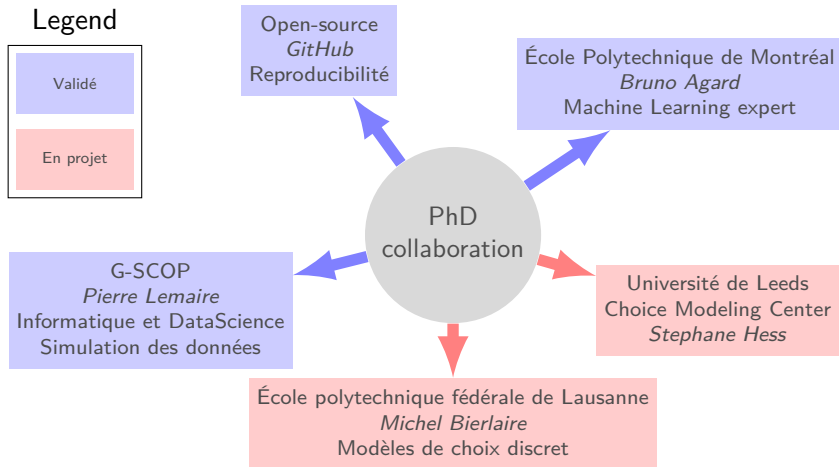 Legend
Validé
En projet
Open-source
GitHub
Reproducibilité
École Polytechnique de Montréal
Bruno Agard
Machine Learning expert
PhD
collaboration
G-SCOP
Pierre Lemaire
Informatique et DataScience
Simulation des données
Université de Leeds
Choice Modeling Center
Stephane Hess
École polytechnique fédérale de Lausanne
Michel Bierlaire
Modèles de choix discret